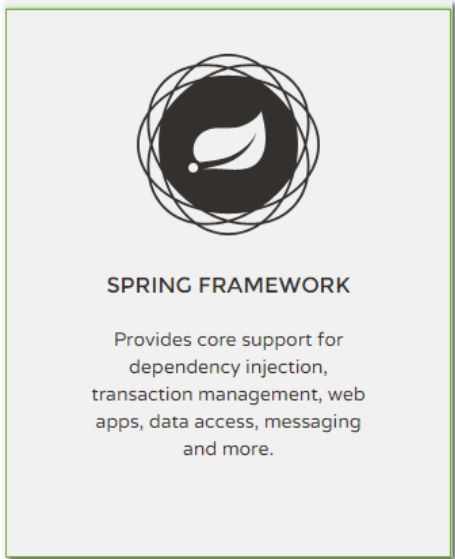 SPRING FRAMEWORK
Provides core support for
dependency injection,
transaction management, web
apps, data access, messaging
and more.